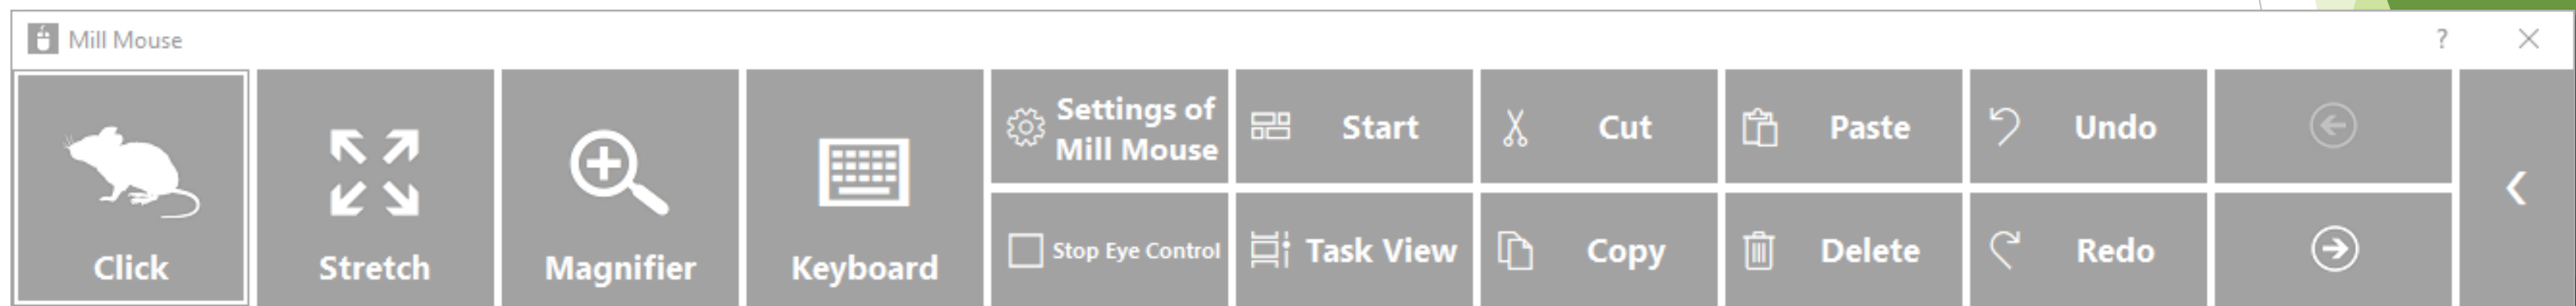 Mill Mouse
?
Click
Stretch
Magnifier
Keyboard
Settings of
Mill Mouse
Start
Cut
Paste
Undo
Stop Eye Control
Task View
Copy
Delete
Redo